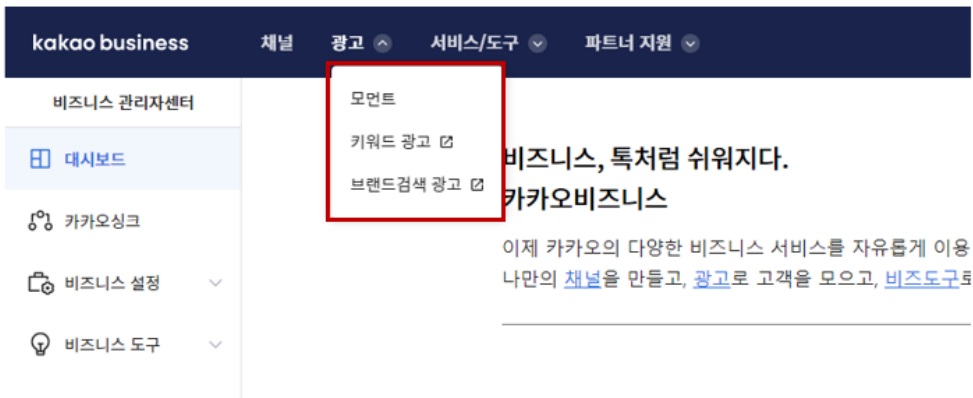 kakao business 채널 광고 서비스/도구 파트너 지원
비즈니스 관리자센터
대시보드
카카오싱크
비즈니스 설정
비즈니스 도구
모먼트
키워드 광고
브랜드검색 광고
비즈니스, 톡처럼 쉬워지다.
카카오비즈니스
이제 카카오의 다양한 비즈니스 서비스를 자유롭게 이용
나만의 채널을 만들고, 광고로 고객을 모으고, 비즈도구로